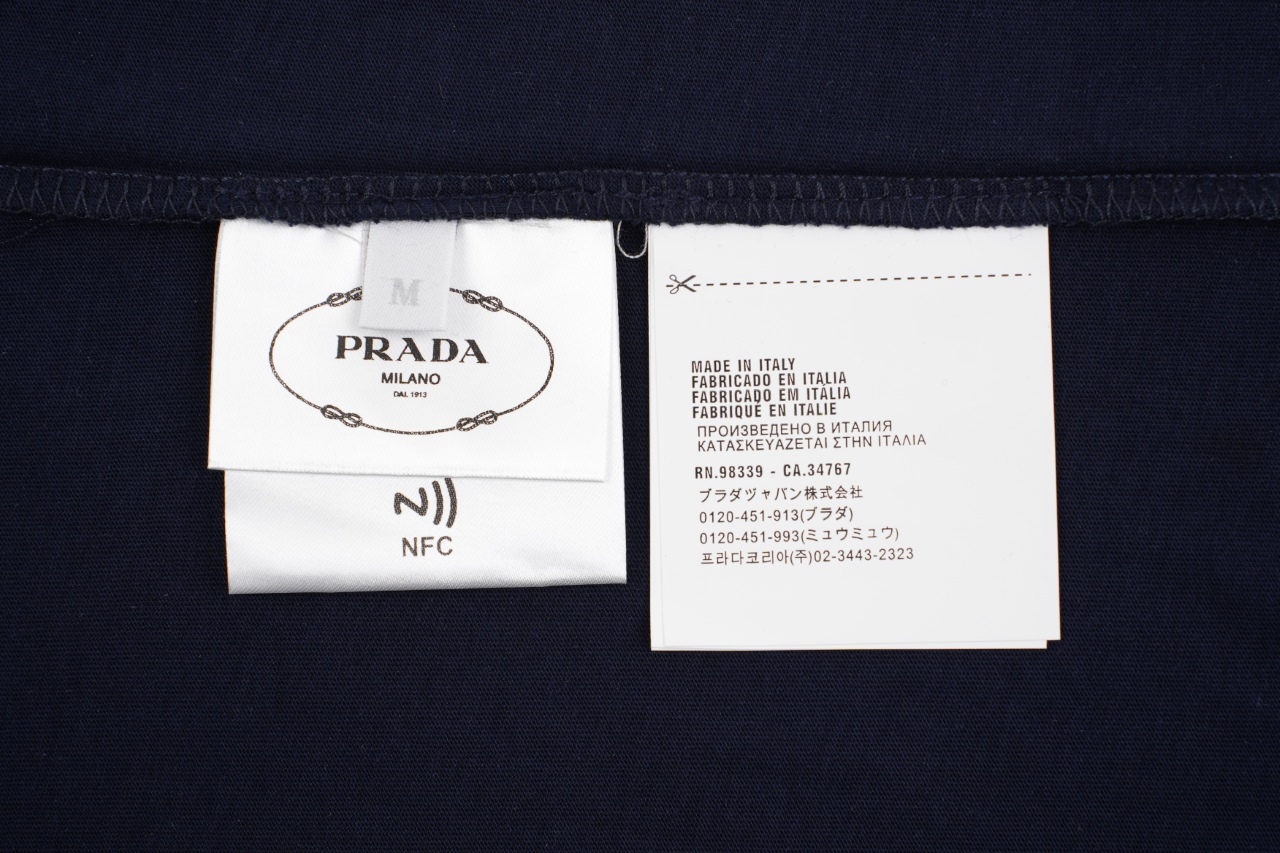 M
PRADA
MILANO
DAL 1913
NFC
MADE IN ITALY
FABRICADO EN ITALIA
FABRICADO EM ITÁLIA
FABRIQUÉ EN ITALIE
ПРОИЗВЕДЕНО В ИТАЛИЯ
ΚΑΤΑΣΚΕΥΑΖΕΤΑΙ ΣΤΗΝ ΙΤΑΛΙΑ
RN.98339 - CA.34767
プラダヅャパン株式会社
0120-451-913(プラダ)
0120-451-993(ミュウミュウ)
프라다코리아(주)02-3443-2323